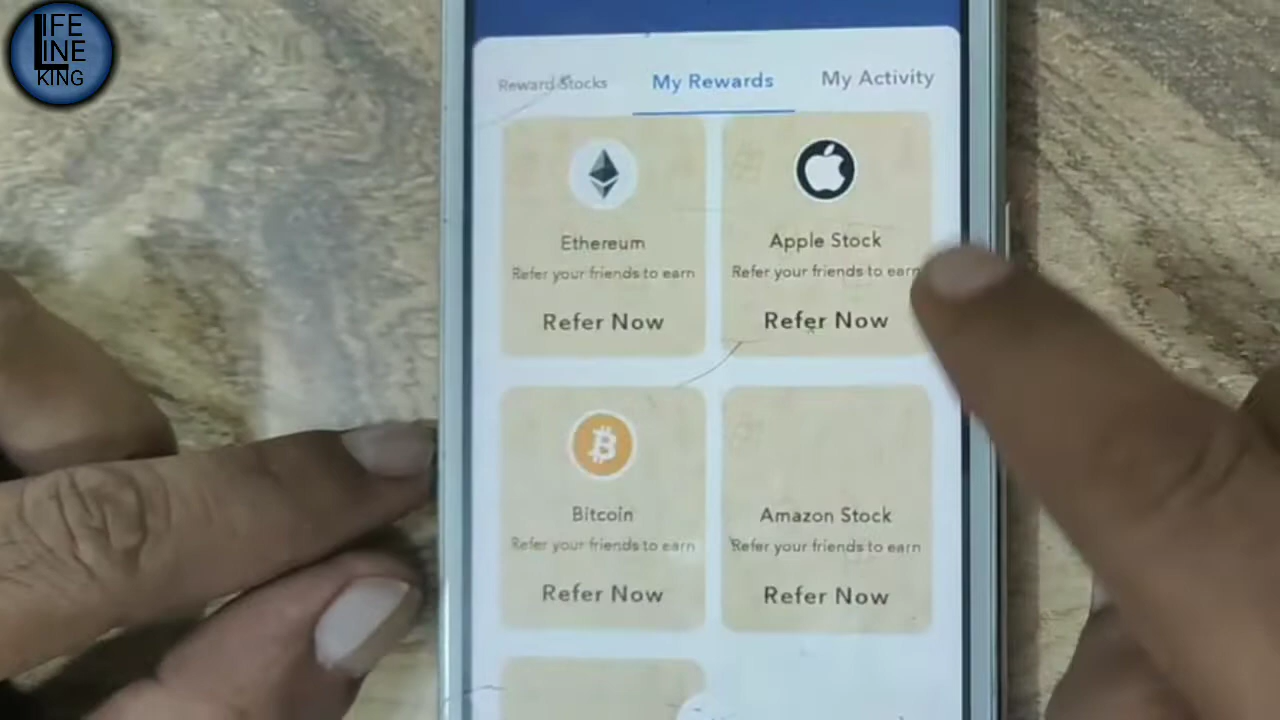 LIFE
LINE
KING
Reward Stocks
My Rewards
My Activity
Ethereum
Refer your friends to earn
Refer Now
Apple Stock
Refer your friends to earn
Refer Now
Bitcoin
Refer your friends to earn
Refer Now
Amazon Stock
Refer your friends to earn
Refer Now